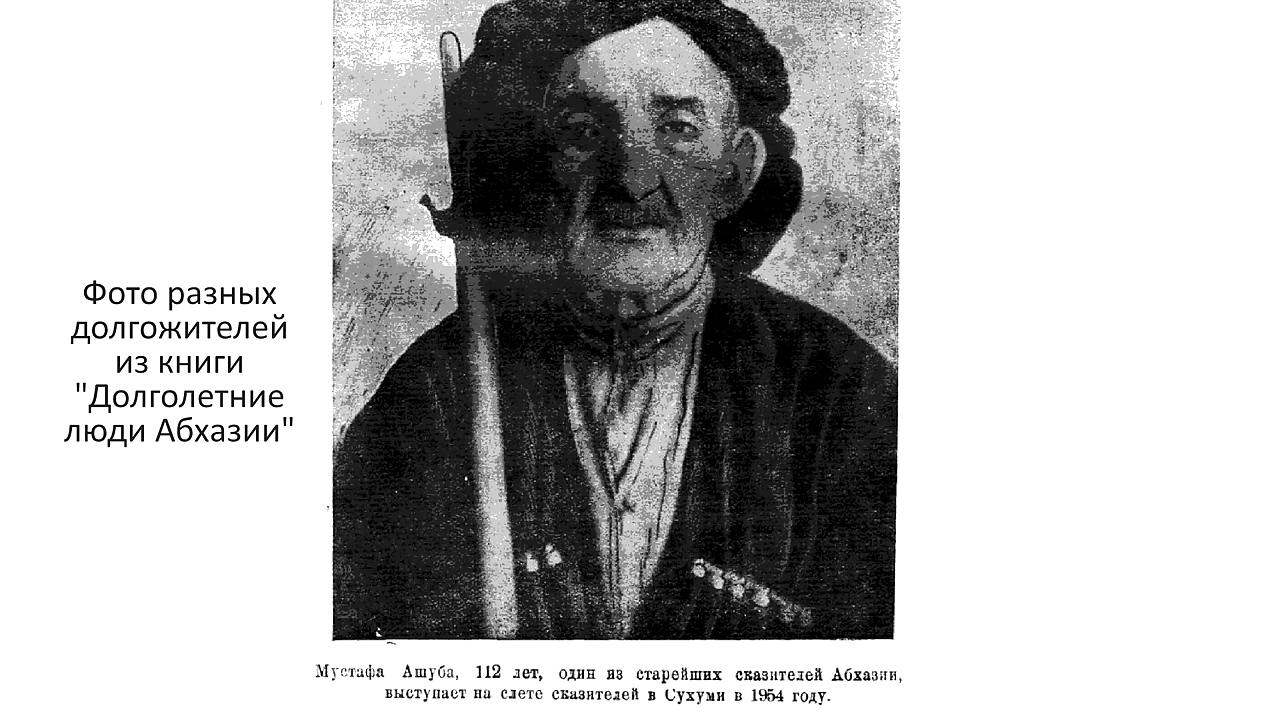 Фото разных
долгожителей
из книги
"Долголетние
люди Абхазии"
Мустафа Ашуба, 112 лет, один из старейших сказителей Абхазии,
выступает на слете сказителей в Сухуми в 1954 году.